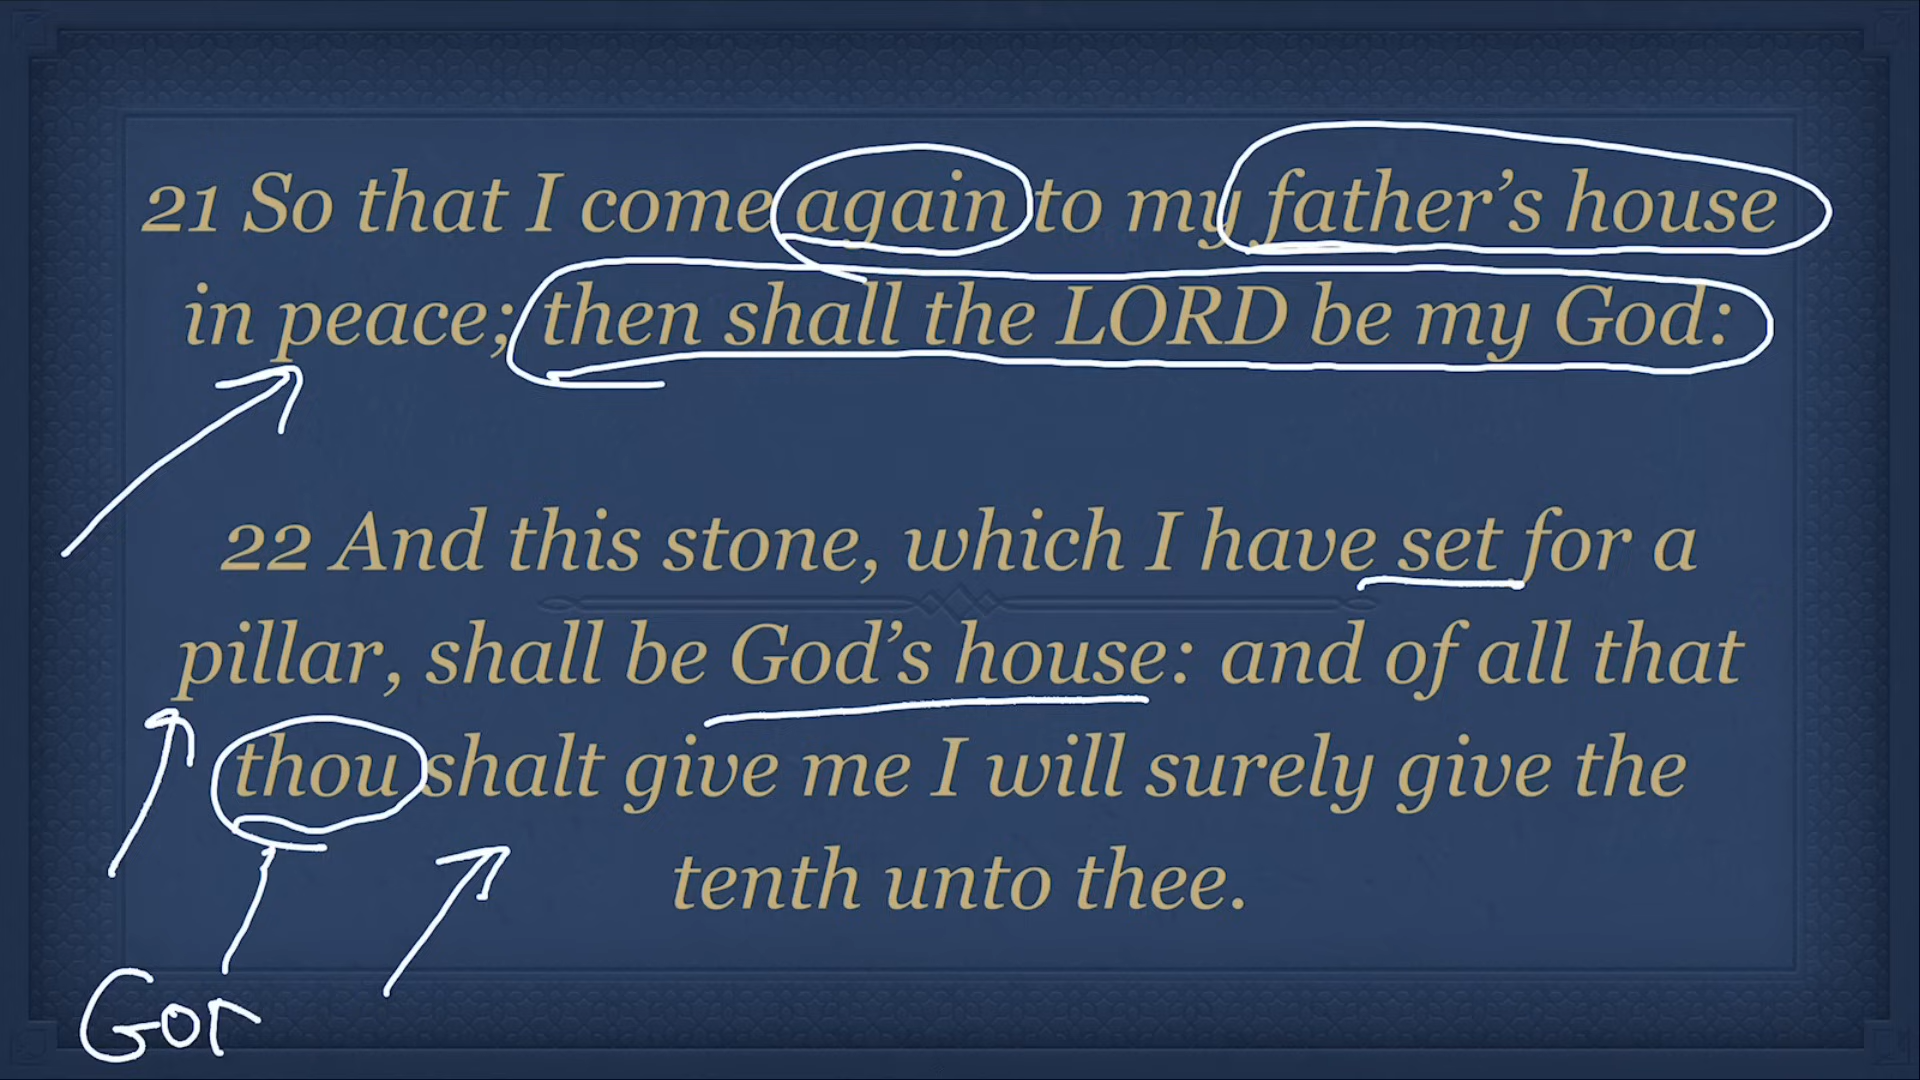 21 So that I come again to my father's house
in peace; then shall the LORD be my God:
22 And this stone, which I have set for a
pillar, shall be God's house: and of all that
thou shalt give me I will surely give the
tenth unto thee.